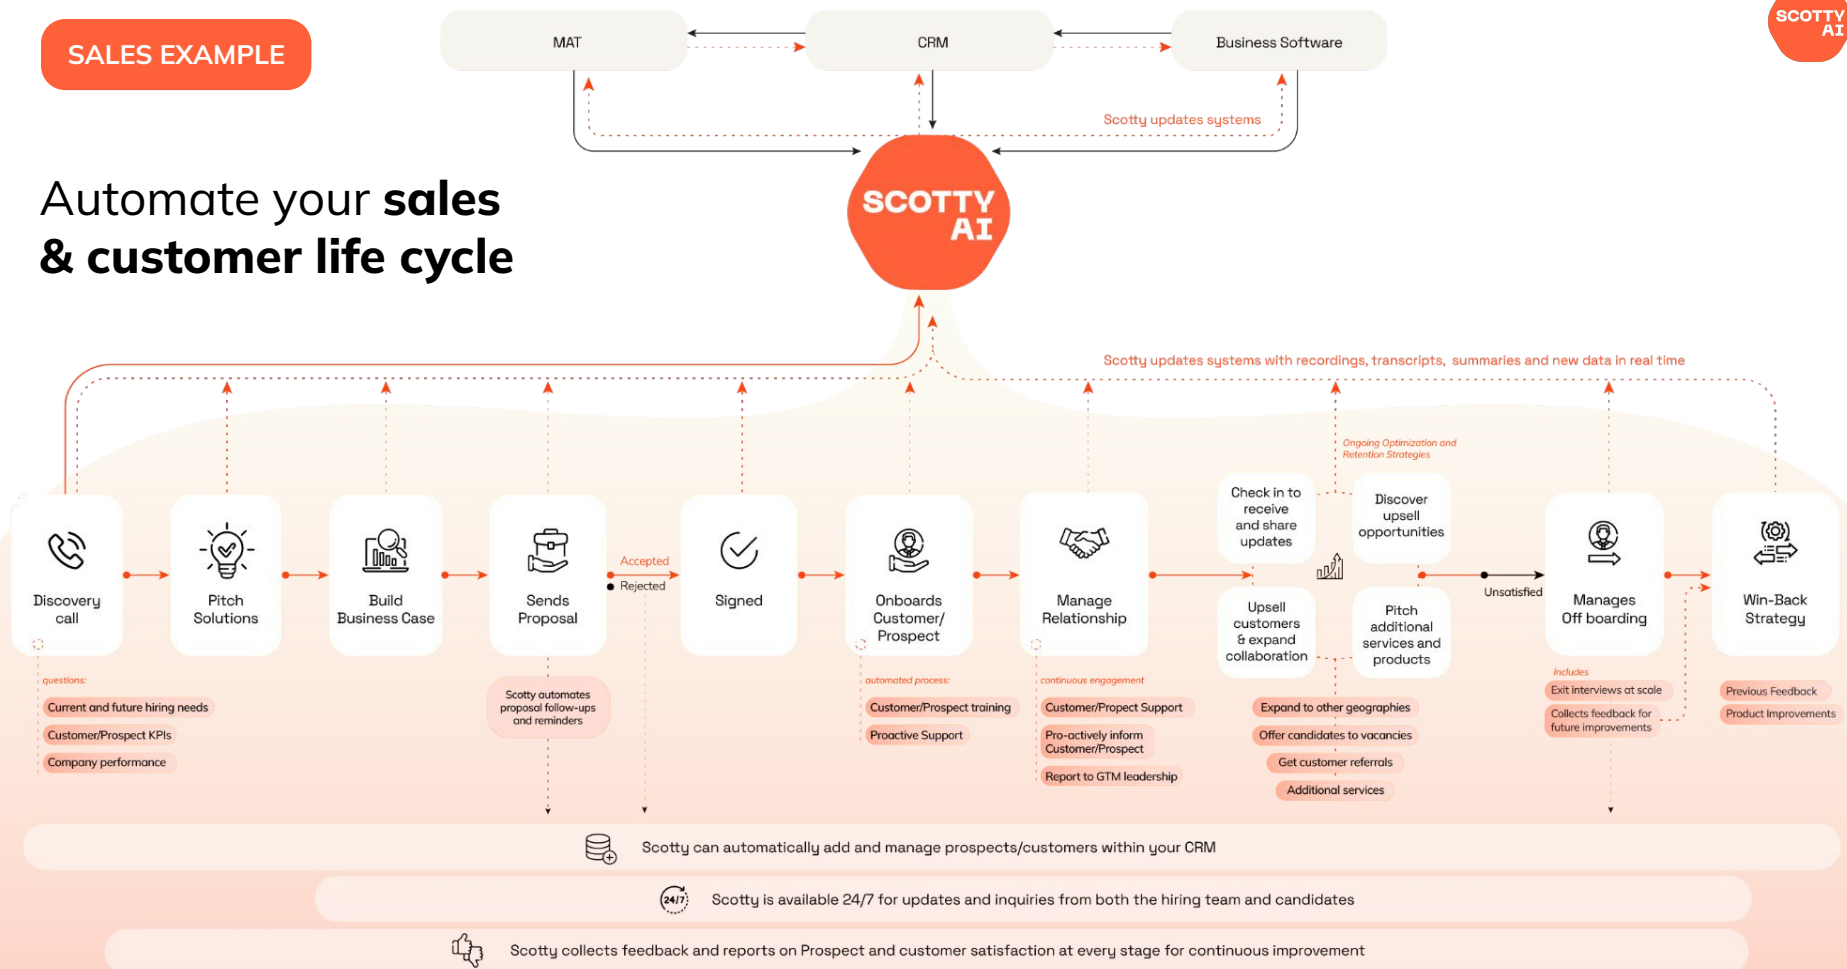 SALES EXAMPLE
MAT
CRM
Business Software
SCOTTY
AI
Scotty updates systems
SCOTTY
AI
Automate your sales
& customer life cycle
Scotty updates systems with recordings, transcripts, summaries and new data in real time
Discovery
call
Pitch
Solutions
Build
Business Case
Sends
Proposal
Accepted
Rejected
Signed
Onboards
Customer/
Prospect
Manage
Relationship
Ongoing Optimization and
Retention Strategies
Check in to
receive
and share
updates
Discover
upsell
opportunities
Upsell
customers
& expand
collaboration
Pitch
additional
services and
products
Unsatisfied
Manages
Off boarding
Win-Back
Strategy
questions:
Current and future hiring needs
Customer/Prospect KPIs
Company performance
Scotty automates
proposal follow-ups
and reminders
automated process:
Customer/Prospect training
Proactive Support
continuous engagement
Customer/Propect Support
Pro-actively inform
Customer/Prospect
Report to GTM leadership
Expand to other geographies
Offer candidates to vacancies
Get customer referrals
Additional services
Includes
Exit interviews at scale
Collects feedback for
future improvements
Previous Feedback
Product Improvements
Scotty can automatically add and manage prospects/customers within your CRM
24/7
Scotty is available 24/7 for updates and inquiries from both the hiring team and candidates
Scotty collects feedback and reports on Prospect and customer satisfaction at every stage for continuous improvement